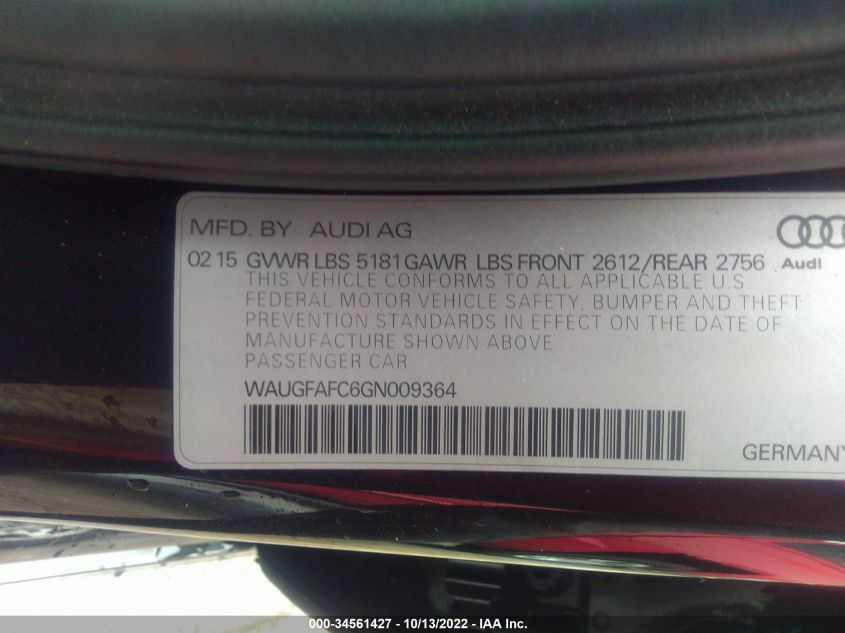 MFD. BY AUDI AG
02 15 GVWR LBS 5181 GAWR LBS FRONT 2612/REAR 2756
Audi
THIS VEHICLE CONFORMS TO ALL APPLICABLE U.S.
FEDERAL MOTOR VEHICLE SAFETY, BUMPER AND THEFT
PREVENTION STANDARDS IN EFFECT ON THE DATE OF
MANUFACTURE SHOWN ABOVE
PASSENGER CAR
WAUGFAFC6GN009364
GERMANY
000-34561427 - 10/13/2022 - IAA Inc.